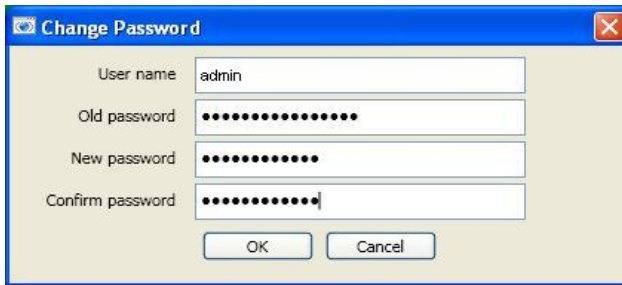 Change Password
User name admin
Old password ••••••••••••••••
New password ••••••••••••
Confirm password ••••••••••••
OK Cancel